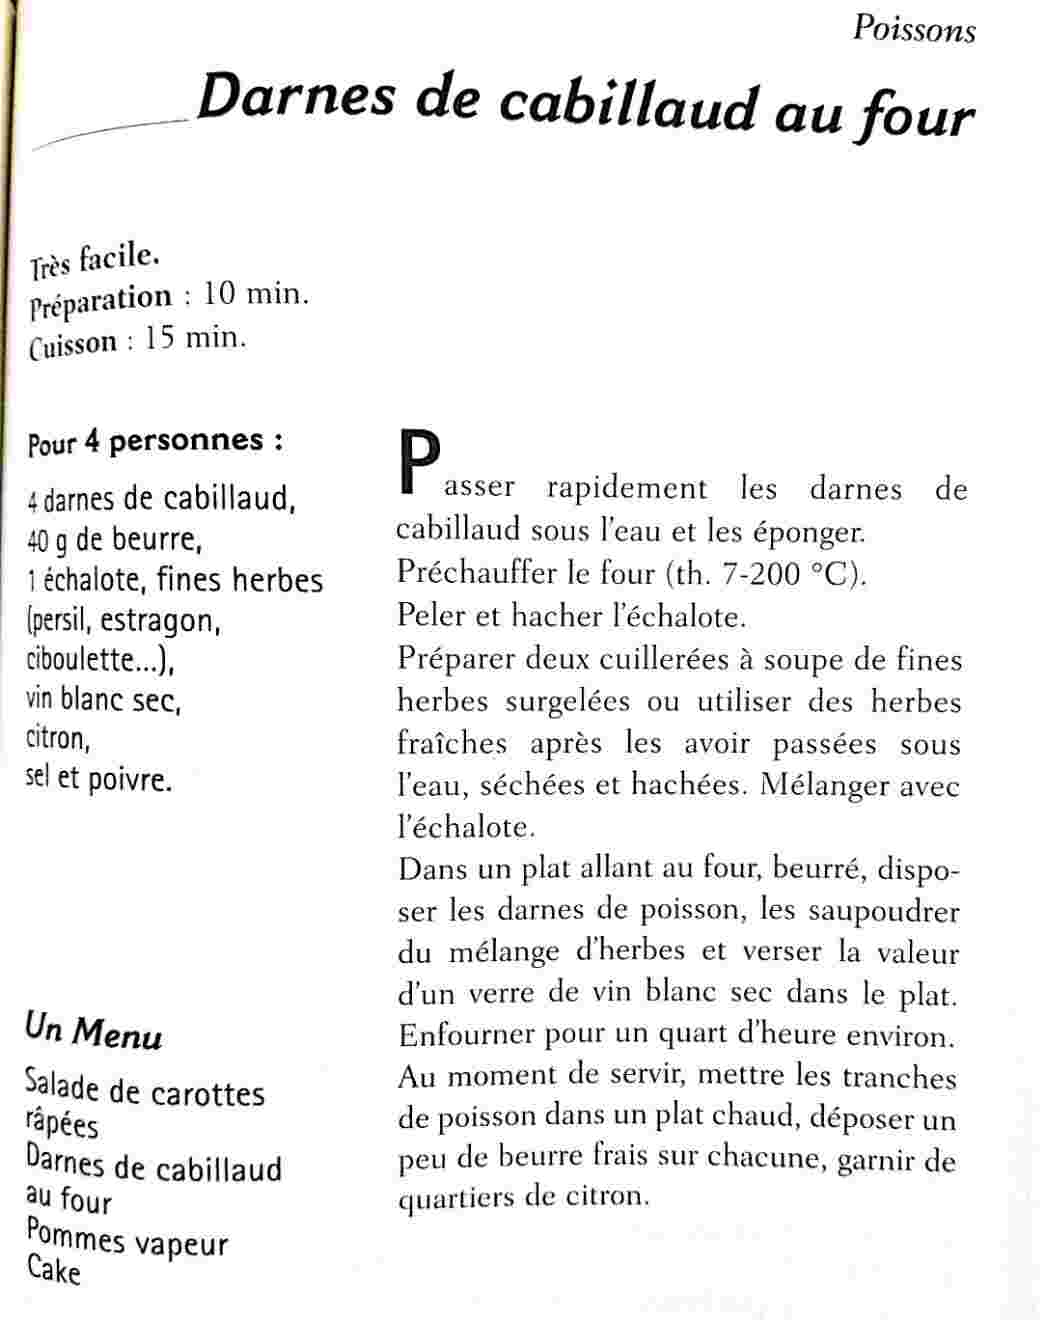 Poissons
Darnes de cabillaud au four
Très facile.
Préparation : 10 min.
Cuisson : 15 min.
Pour 4 personnes :
4 darnes de cabillaud,
40 g de beurre,
1 échalote, fines herbes
(persil, estragon,
ciboulette...),
vin blanc sec,
citron,
sel et poivre.
Un Menu
Salade de carottes
râpées
Darnes de cabillaud
au four
Pommes vapeur
Cake
Passer rapidement les darnes de
cabillaud sous l'eau et les éponger.
Préchauffer le four (th. 7-200 °C).
Peler et hacher l'échalote.
Préparer deux cuillerées à soupe de fines
herbes surgelées ou utiliser des herbes
fraîches après les avoir passées sous
l'eau, séchées et hachées. Mélanger avec
l'échalote.
Dans un plat allant au four, beurré, dispo-
ser les darnes de poisson, les saupoudrer
du mélange d'herbes et verser la valeur
d'un verre de vin blanc sec dans le plat.
Enfourner pour un quart d'heure environ.
Au moment de servir, mettre les tranches
de poisson dans un plat chaud, déposer un
peu de beurre frais sur chacune, garnir de
quartiers de citron.